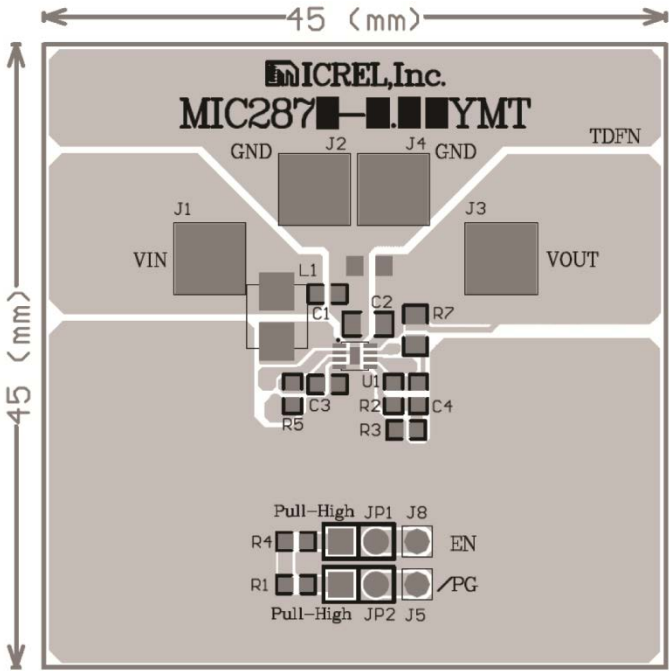 45 (mm)
MICREL,Inc.
MIC287█-█.██YMT
TDFN
GND J2 J4 GND
J1 J3
VIN VOUT
L1
C1 C2 R7
45 (mm)
U1
R5 C3 R2 C4
R3
Pull-High JP1 J8
R4 EN
R1 /PG
Pull-High JP2 J5